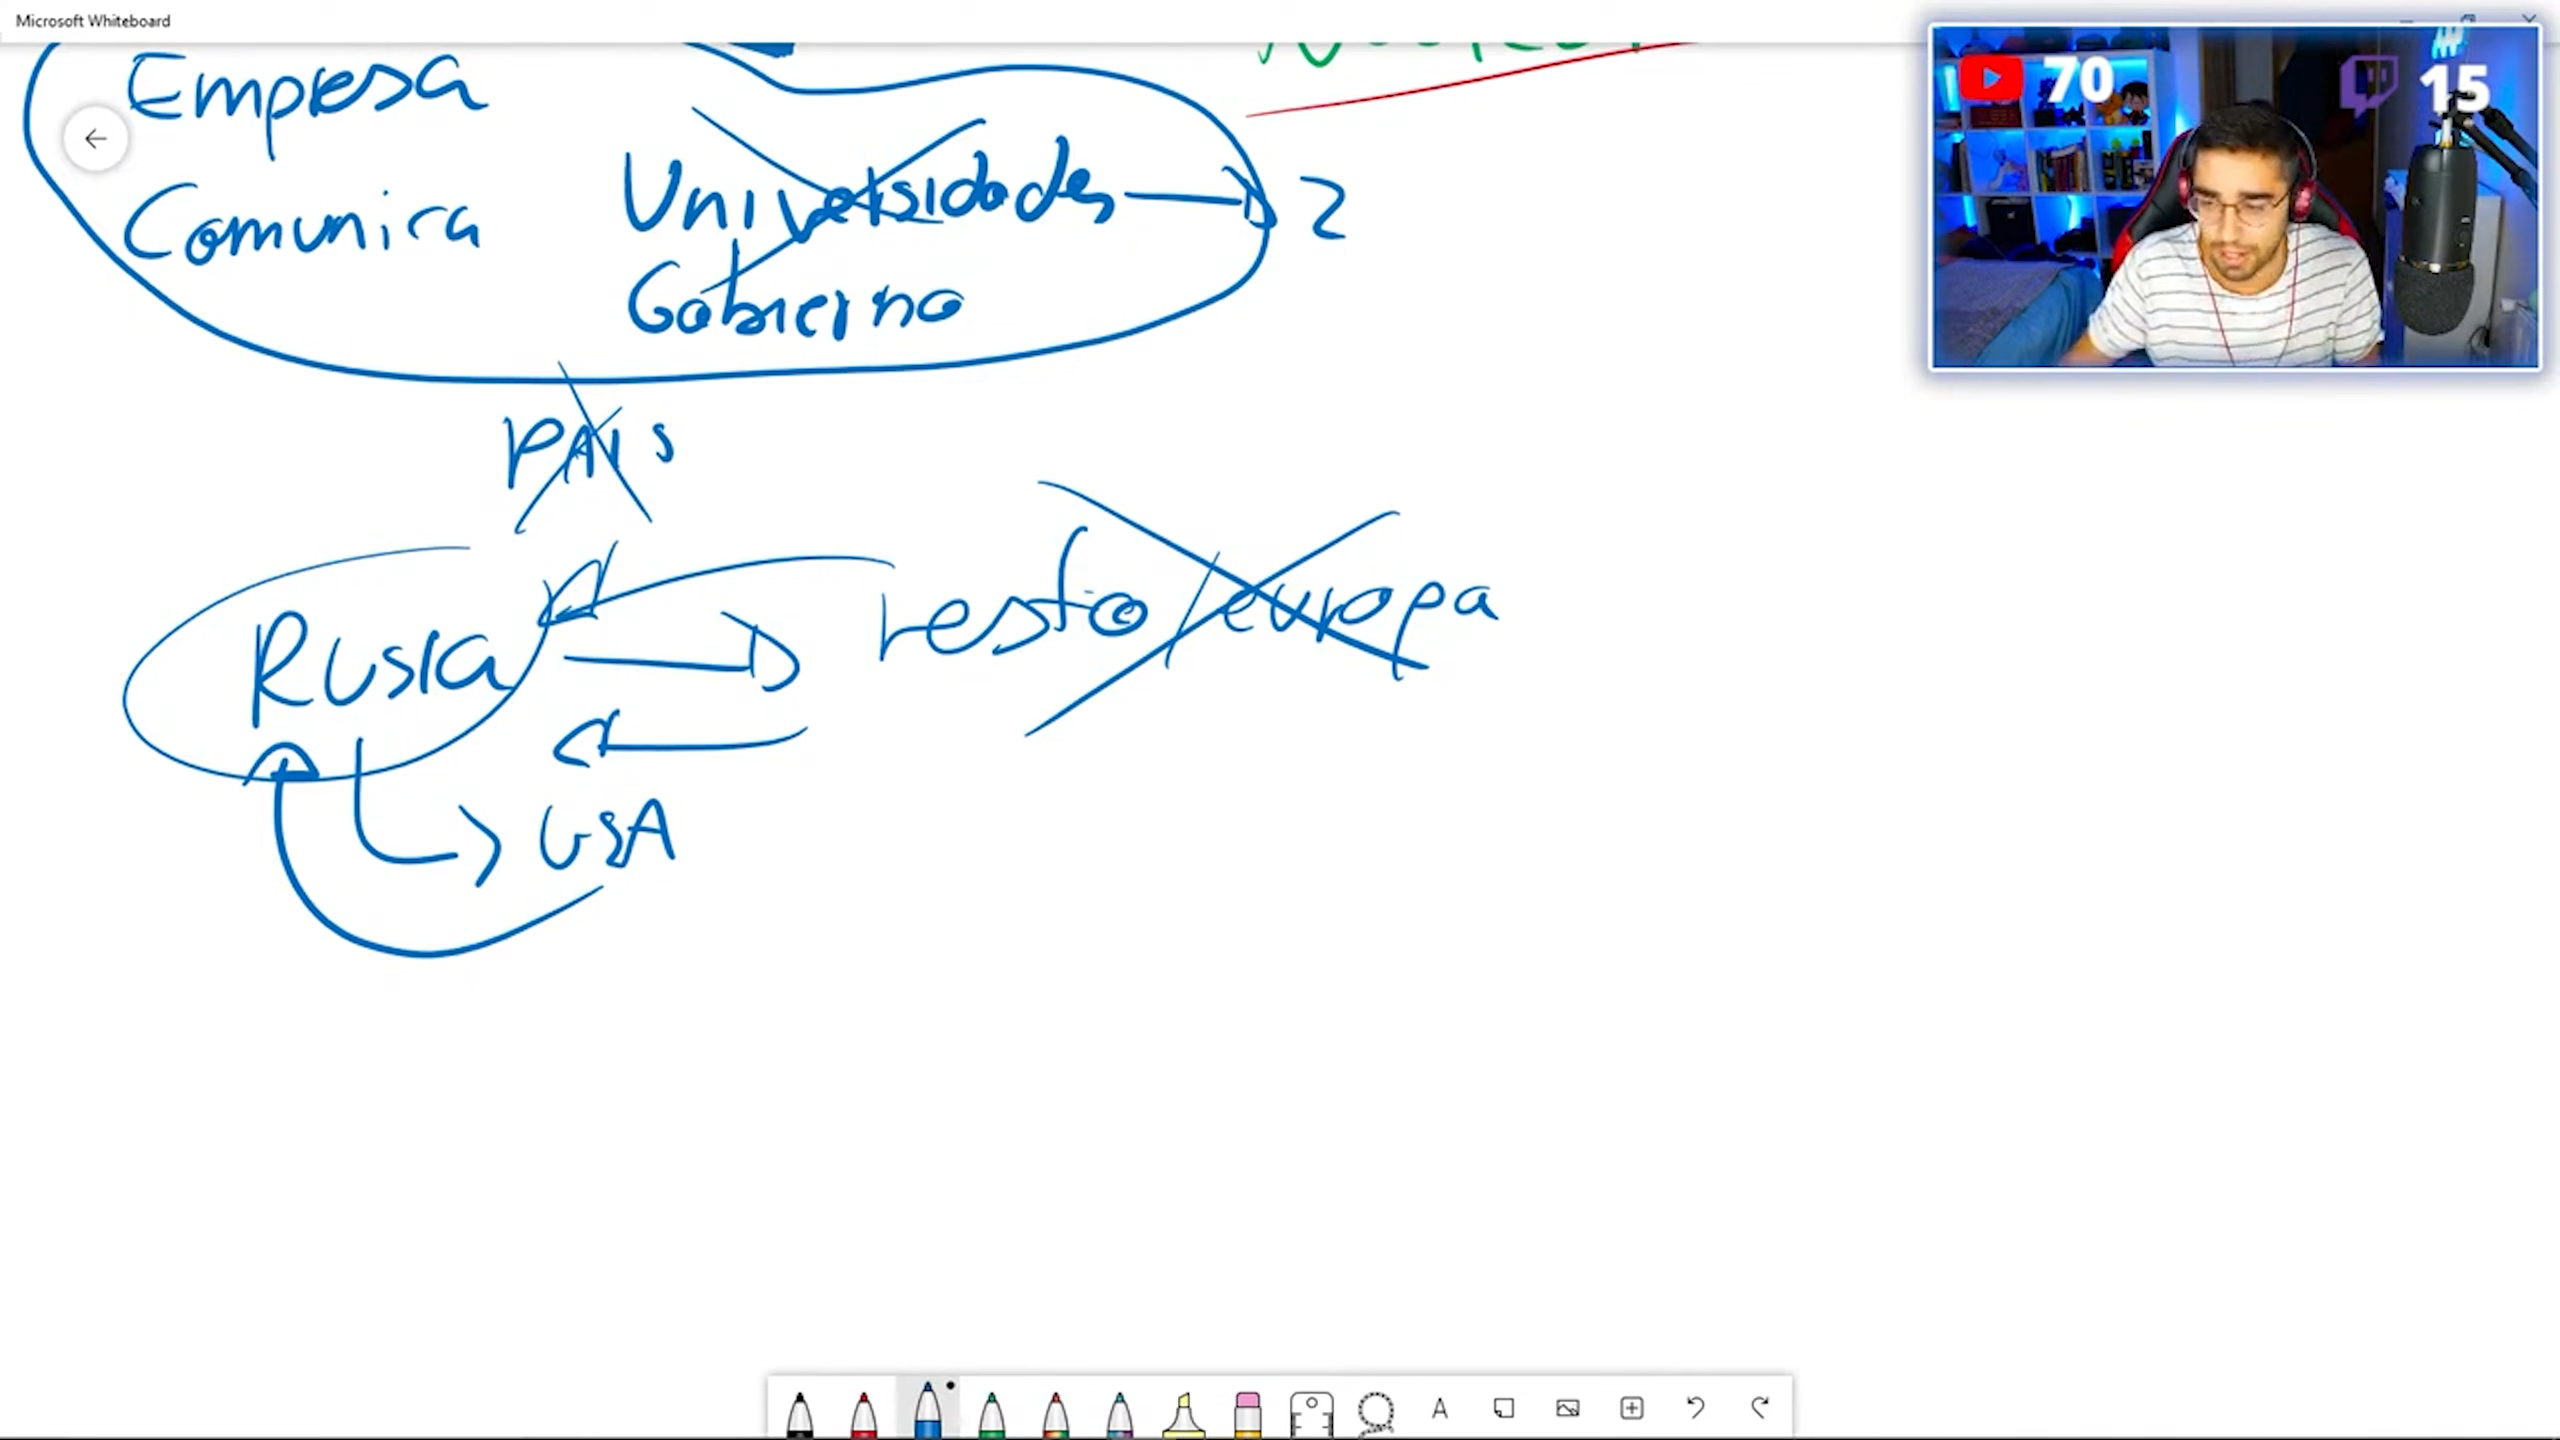 Microsoft Whiteboard
70
15
Empresa
Comunica
Universidades 2
Gobierno
PAIS
Rusia
resto/europa
USA
A